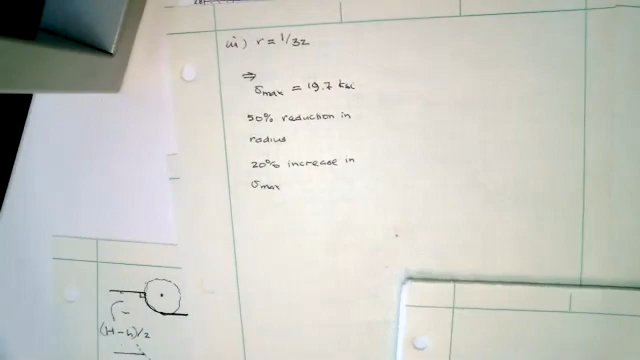 (iii) r = 1/32
⇒
σmax = 19.7 ksi
50% reduction in
radius
20% increase in
σmax
(H-h)/2